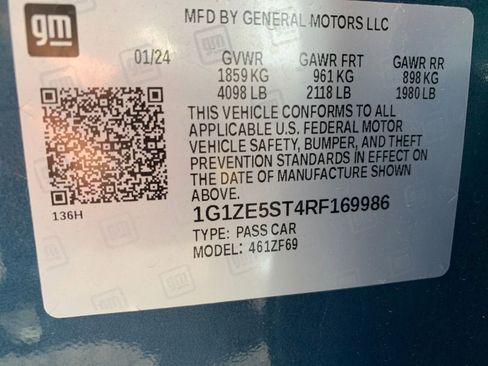 gm
MFD BY GENERAL MOTORS LLC
01/24 GVWR GAWR FRT GAWR RR
1859 KG 961 KG 898 KG
4098 LB 2118 LB 1980 LB
THIS VEHICLE CONFORMS TO ALL
APPLICABLE U.S. FEDERAL MOTOR
VEHICLE SAFETY, BUMPER, AND THEFT
PREVENTION STANDARDS IN EFFECT ON
THE DATE OF MANUFACTURE SHOWN
ABOVE.
136H
1G1ZE5ST4RF169986
TYPE: PASS CAR
MODEL: 461ZF69